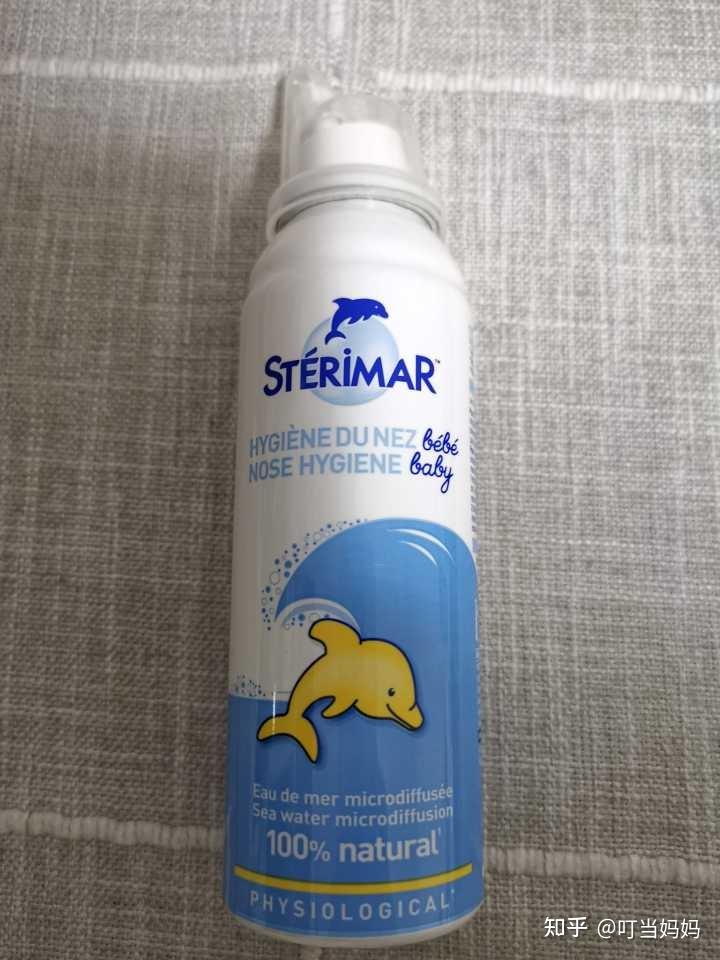 STÉRIMAR™
HYGIÈNE DU NEZ bébé
NOSE HYGIENE baby
Eau de mer microdiffusée
Sea water microdiffusion
100% natural
PHYSIOLOGICAL*
知乎 @叮当妈妈